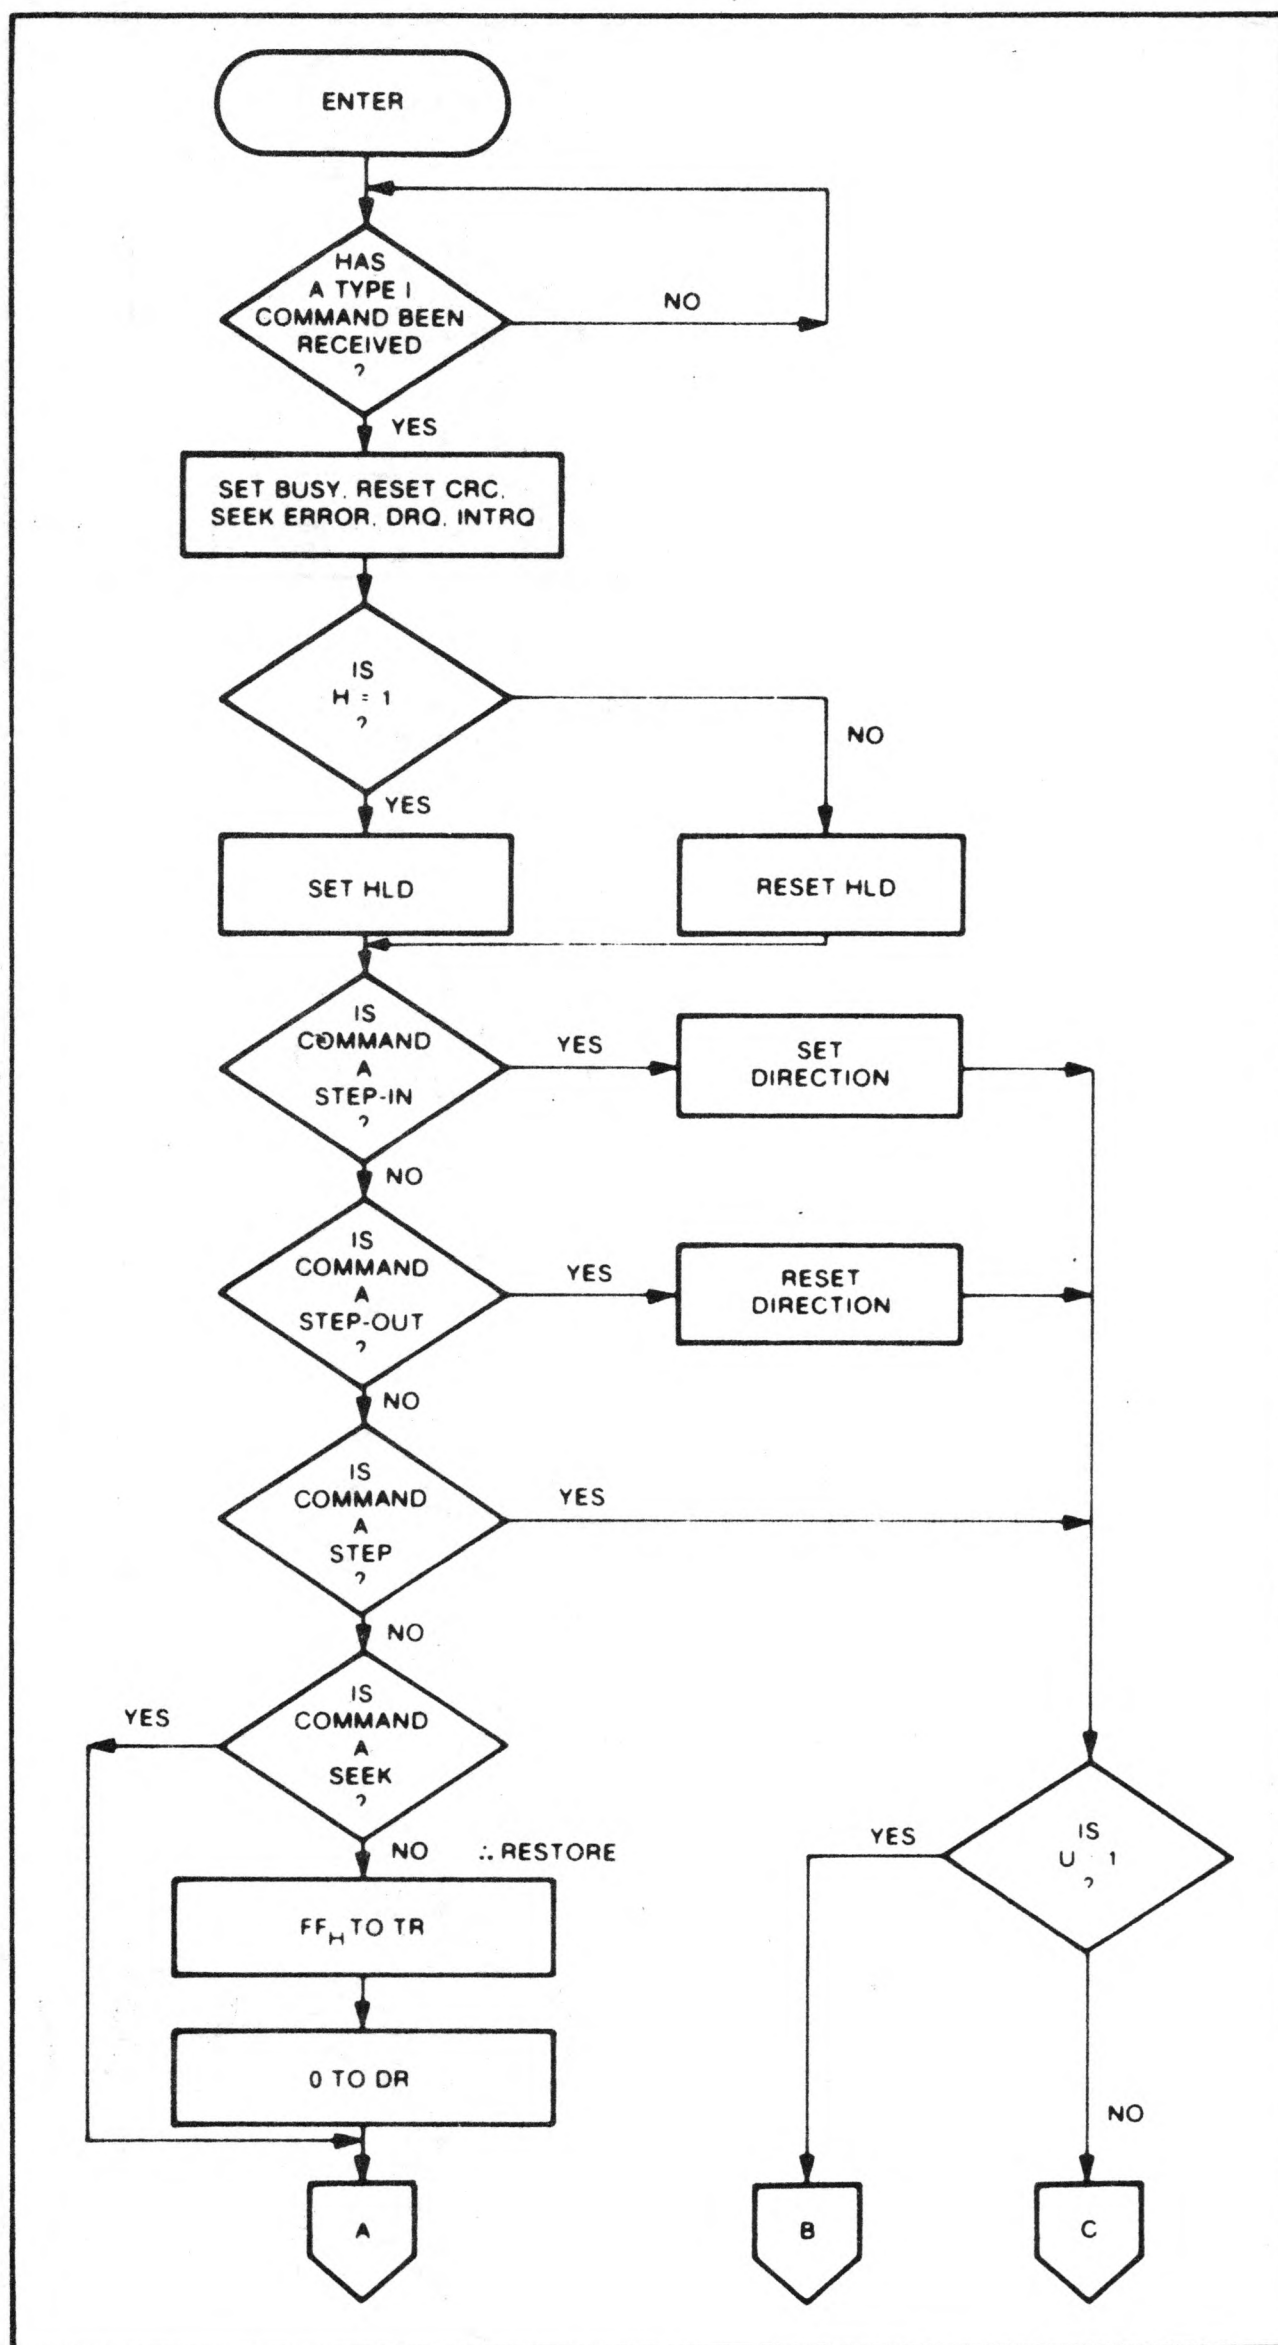 ENTER
HAS
A TYPE I
COMMAND BEEN
RECEIVED
?
NO
YES
SET BUSY, RESET CRC,
SEEK ERROR, DRQ, INTRQ
IS
H = 1
?
NO
YES
SET HLD
RESET HLD
IS
COMMAND
A
STEP-IN
?
YES
SET
DIRECTION
NO
IS
COMMAND
A
STEP-OUT
?
YES
RESET
DIRECTION
NO
IS
COMMAND
A
STEP
?
YES
NO
IS
COMMAND
A
SEEK
?
YES
NO ∴ RESTORE
FFH TO TR
0 TO DR
A
IS
U 1
?
YES
NO
B
C